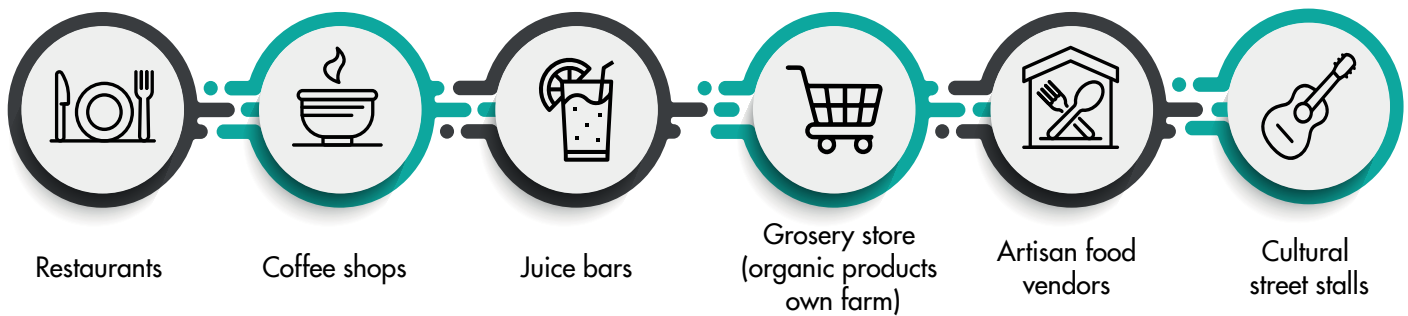 Restaurants
Coffee shops
Juice bars
Grosery store
(organic products
own farm)
Artisan food
vendors
Cultural
street stalls